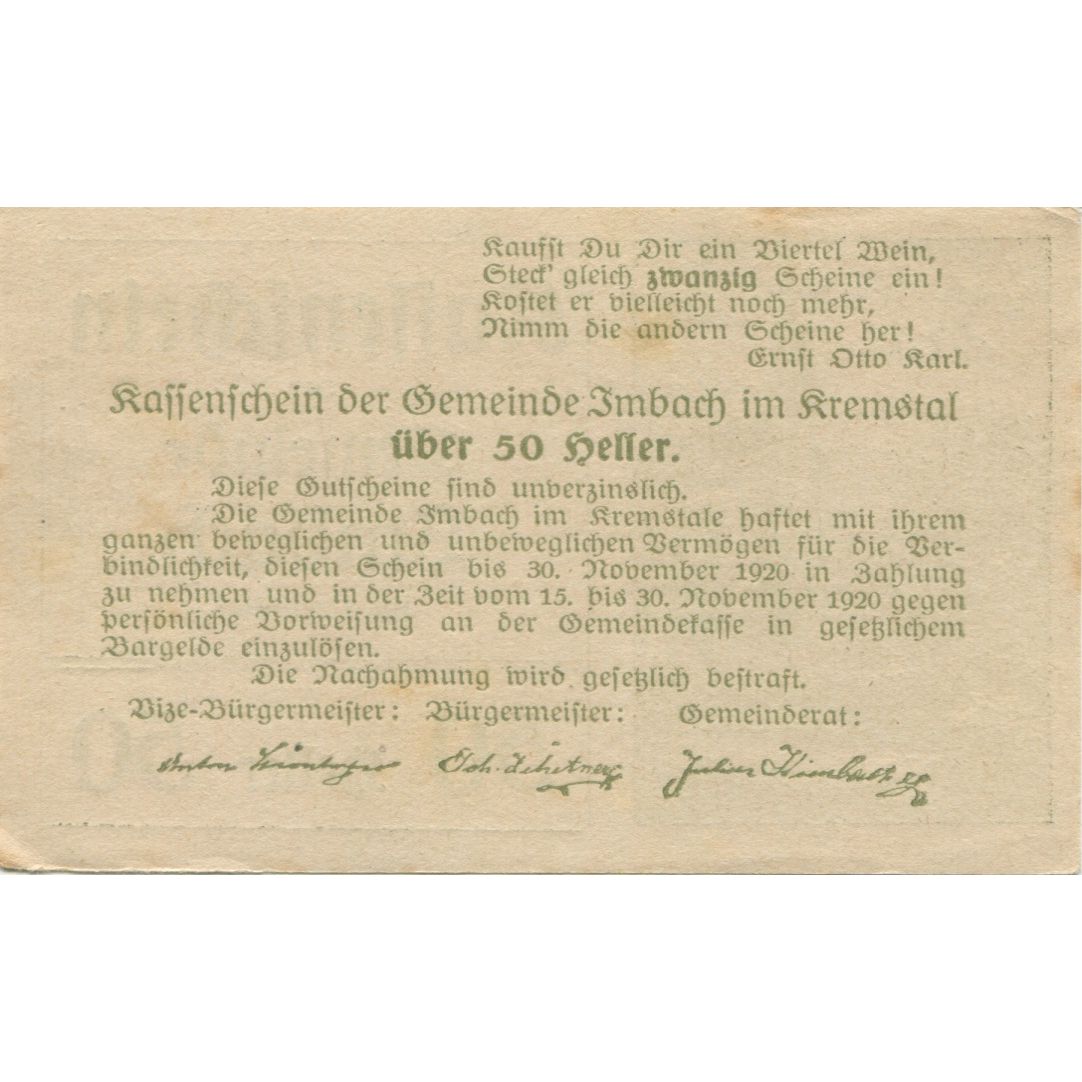 Kaufst Du Dir ein Viertel Wein,
Steck' gleich zwanzig Scheine ein!
Kostet er vielleicht noch mehr,
Nimm die andern Scheine her!
Ernst Otto Karl.
Kassenschein der Gemeinde Imbach im Kremstal
über 50 Heller.
Diese Gutscheine sind unverzinslich.
Die Gemeinde Imbach im Kremstale haftet mit ihrem
ganzen beweglichen und unbeweglichen Vermögen für die Ver-
bindlichkeit, diesen Schein bis 30. November 1920 in Zahlung
zu nehmen und in der Zeit vom 15. bis 30. November 1920 gegen
persönliche Vorweisung an der Gemeindekasse in gesetzlichem
Bargelde einzulösen.
Die Nachahmung wird gesetzlich bestraft.
Vize-Bürgermeister: Bürgermeister: Gemeinderat:
Anton Joh. Julius